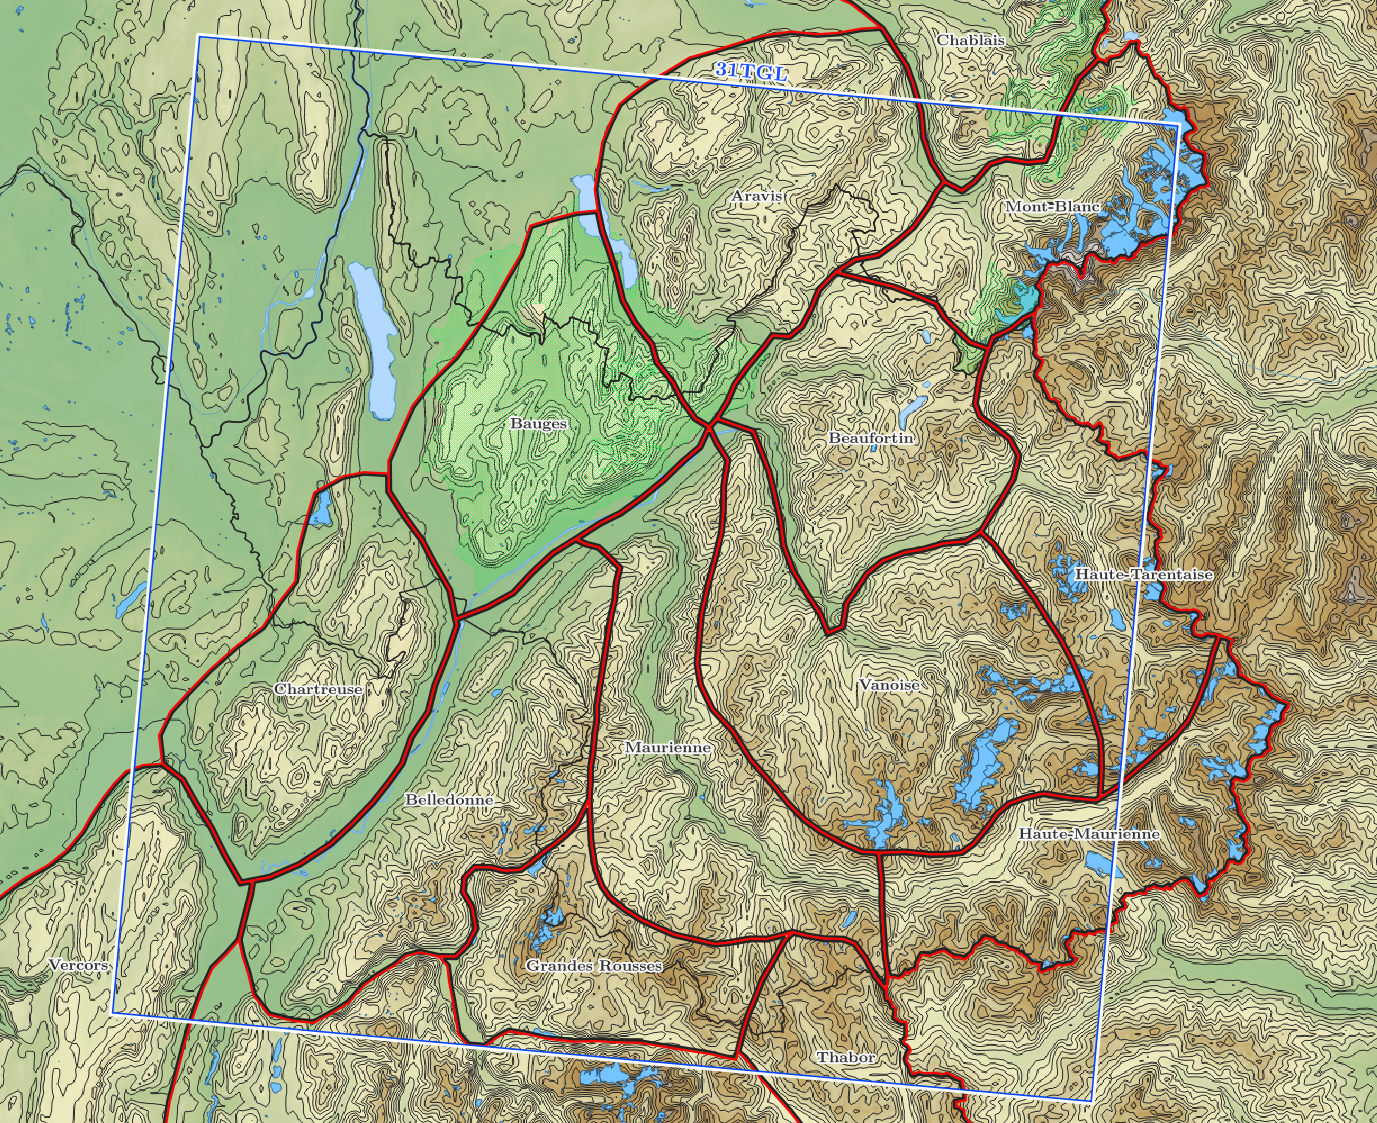 Chablais
31TGL
Aravis
Mont-Blanc
Bauges
Beaufortin
Haute-Tarentaise
Chartreuse
Vanoise
Maurienne
Belledonne
Haute-Maurienne
Vercors
Grandes Rousses
Thabor